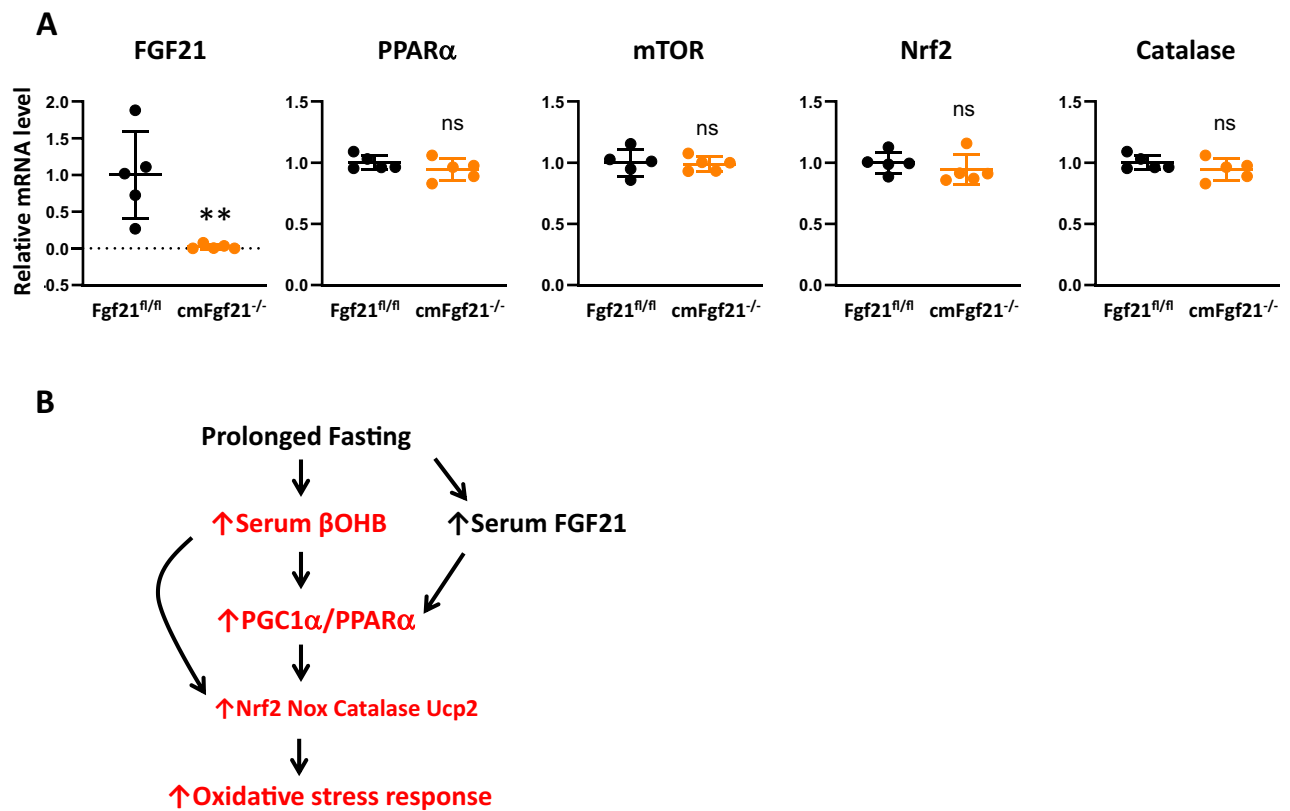 A
FGF21 PPARα mTOR Nrf2 Catalase
Relative mRNA level
2.0
1.5
1.0
0.5
0.0
-0.5
**
Fgf21fl/fl cmFgf21-/-
1.5
1.0
0.5
0.0
ns
Fgf21fl/fl cmFgf21-/-
1.5
1.0
0.5
0.0
ns
Fgf21fl/fl cmFgf21-/-
1.5
1.0
0.5
0.0
ns
Fgf21fl/fl cmFgf21-/-
1.5
1.0
0.5
0.0
ns
Fgf21fl/fl cmFgf21-/-
B
Prolonged Fasting
↑Serum βOHB ↑Serum FGF21
↑PGC1α/PPARα
↑Nrf2 Nox Catalase Ucp2
↑Oxidative stress response